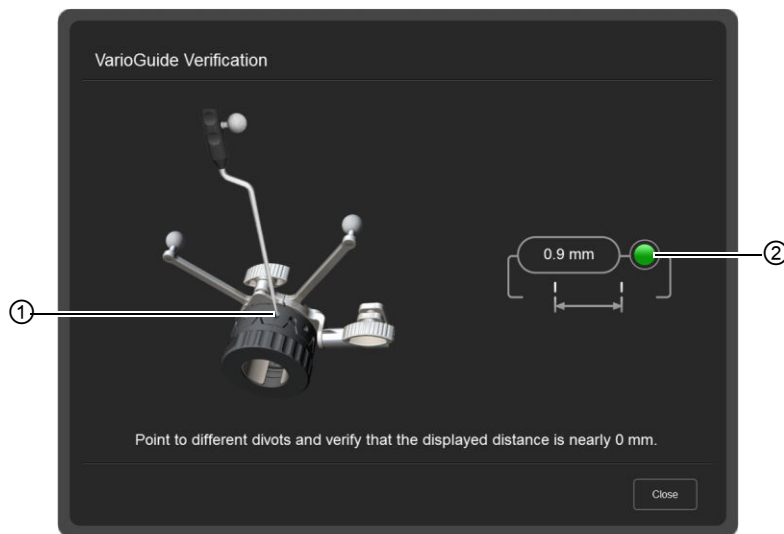 VarioGuide Verification
①
0.9 mm
②
Point to different divots and verify that the displayed distance is nearly 0 mm.
Close